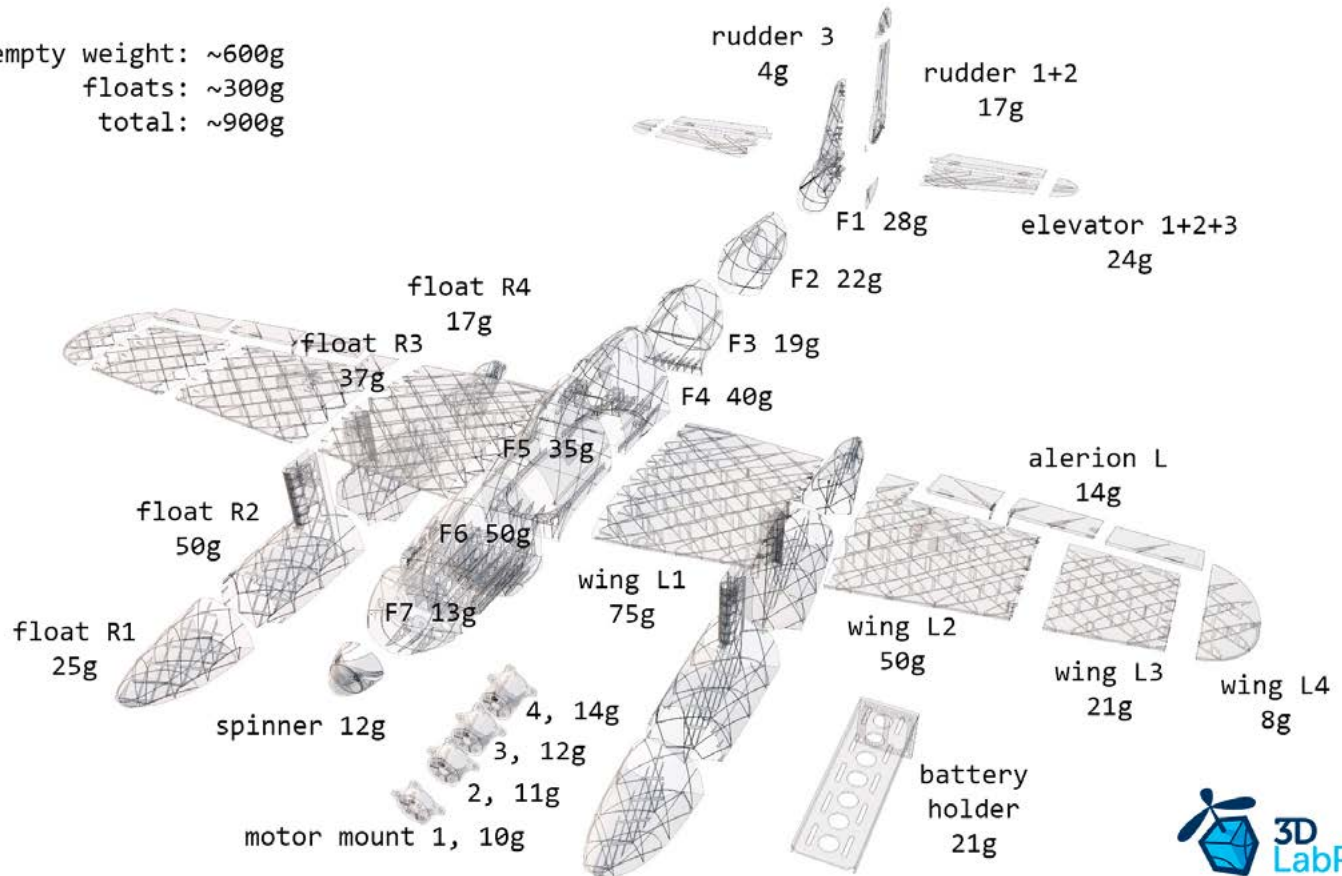 empty weight: ~600g
floats: ~300g
total: ~900g
rudder 3
4g
rudder 1+2
17g
F1 28g
elevator 1+2+3
24g
F2 22g
float R4
17g
F3 19g
float R3
37g
F4 40g
F5 35g
alerion L
14g
float R2
50g
F6 50g
wing L1
75g
F7 13g
float R1
25g
wing L2
50g
wing L3
21g
wing L4
8g
spinner 12g
4, 14g
3, 12g
2, 11g
motor mount 1, 10g
battery
holder
21g
3D
LabP